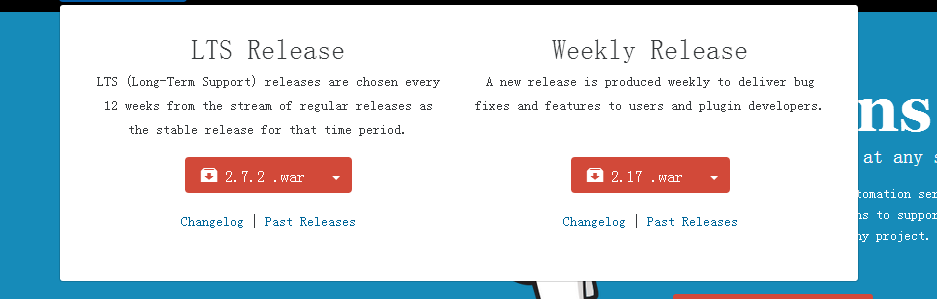 LTS Release
LTS (Long-Term Support) releases are chosen every
12 weeks from the stream of regular releases as
the stable release for that time period.
2.7.2 .war
Changelog | Past Releases
Weekly Release
A new release is produced weekly to deliver bug
fixes and features to users and plugin developers.
2.17 .war
Changelog | Past Releases
ns
at any s
tomation ser
ns to suppor
ny project.